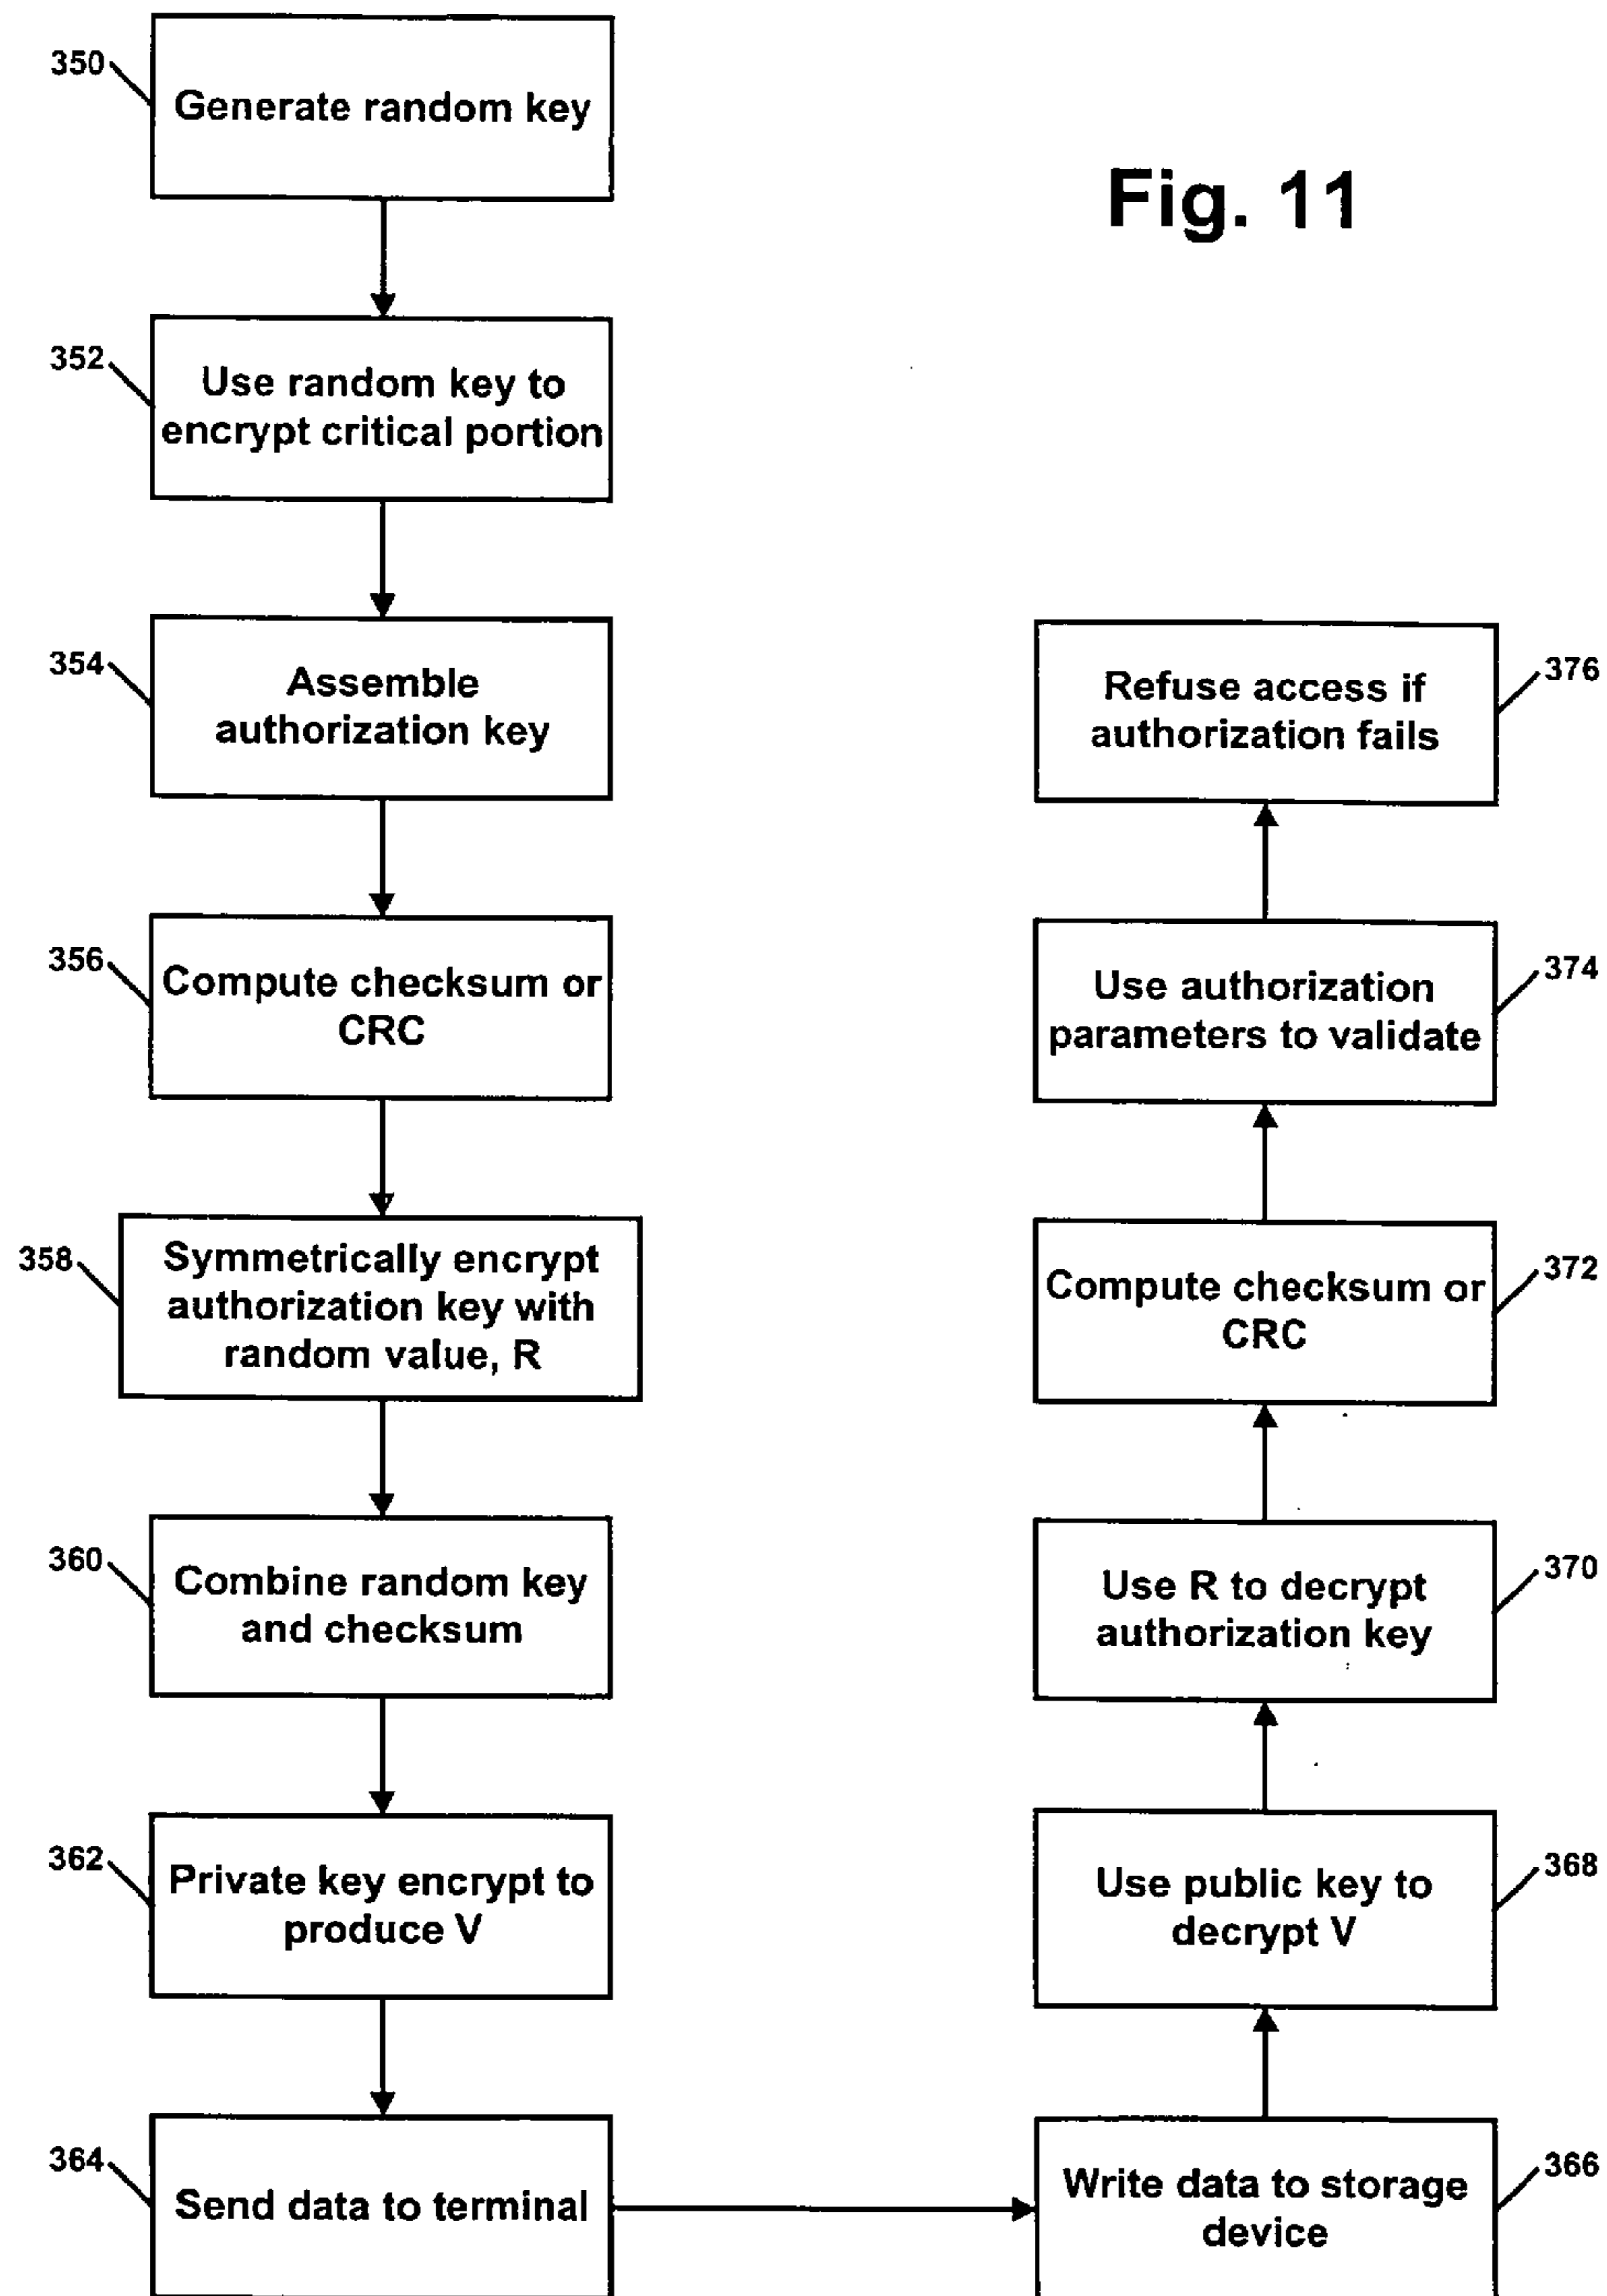 Fig. 11
350
Generate random key
352
Use random key to
encrypt critical portion
354
Assemble
authorization key
356
Compute checksum or
CRC
358
Symmetrically encrypt
authorization key with
random value, R
360
Combine random key
and checksum
362
Private key encrypt to
produce V
364
Send data to terminal
366
Write data to storage
device
368
Use public key to
decrypt V
370
Use R to decrypt
authorization key
372
Compute checksum or
CRC
374
Use authorization
parameters to validate
376
Refuse access if
authorization fails